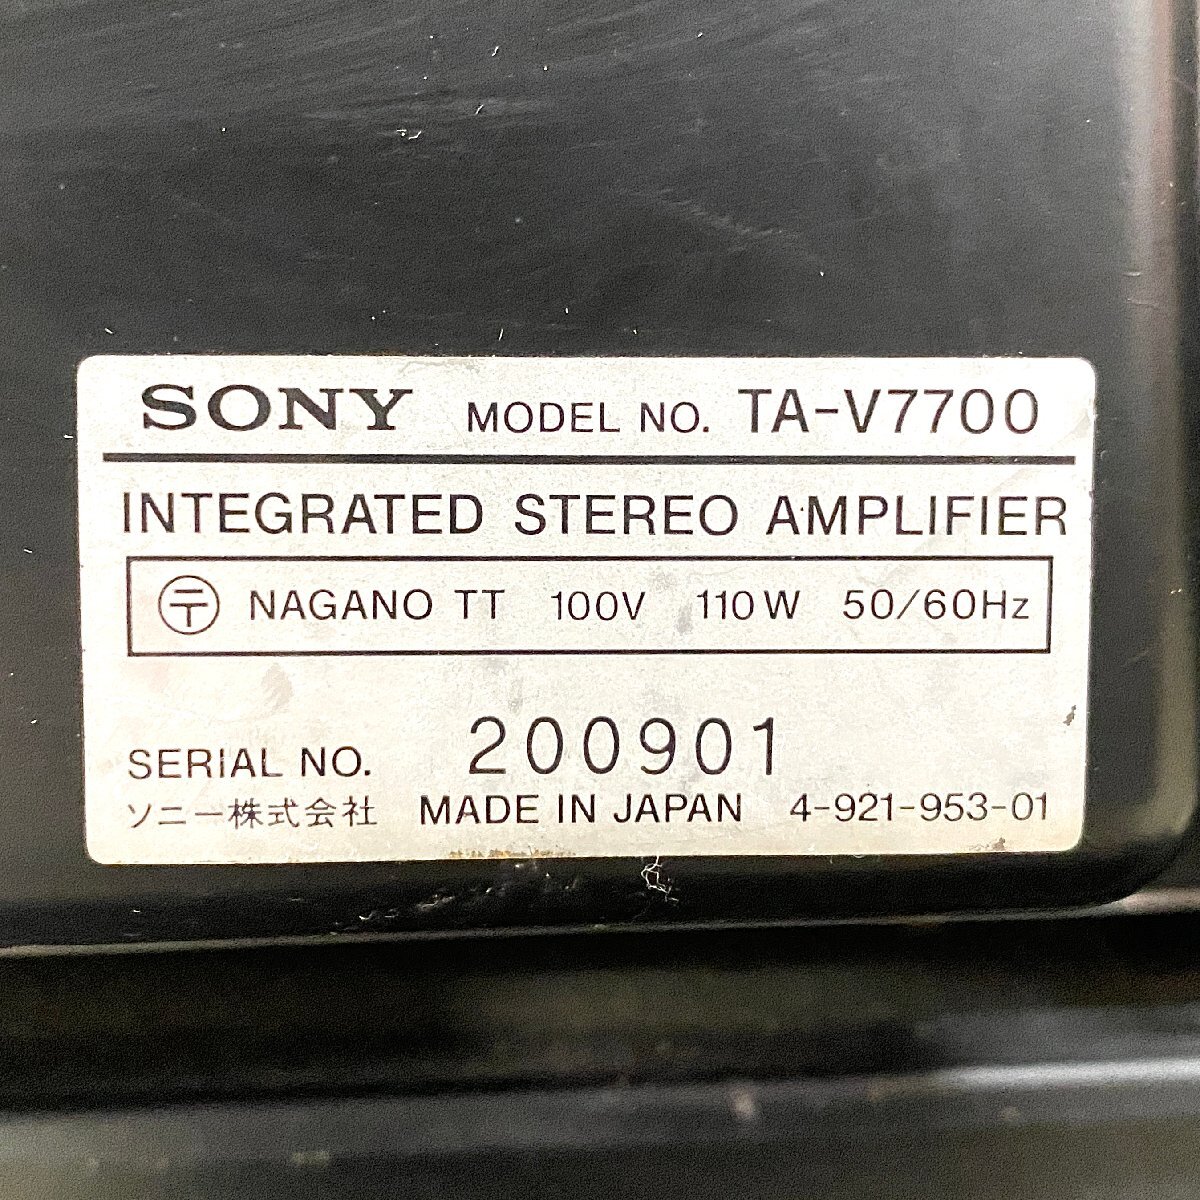 SONY MODEL NO. TA-V7700
INTEGRATED STEREO AMPLIFIER
〒 NAGANO TT 100V 110W 50/60Hz
SERIAL NO. 200901
ソニー株式会社 MADE IN JAPAN 4-921-953-01